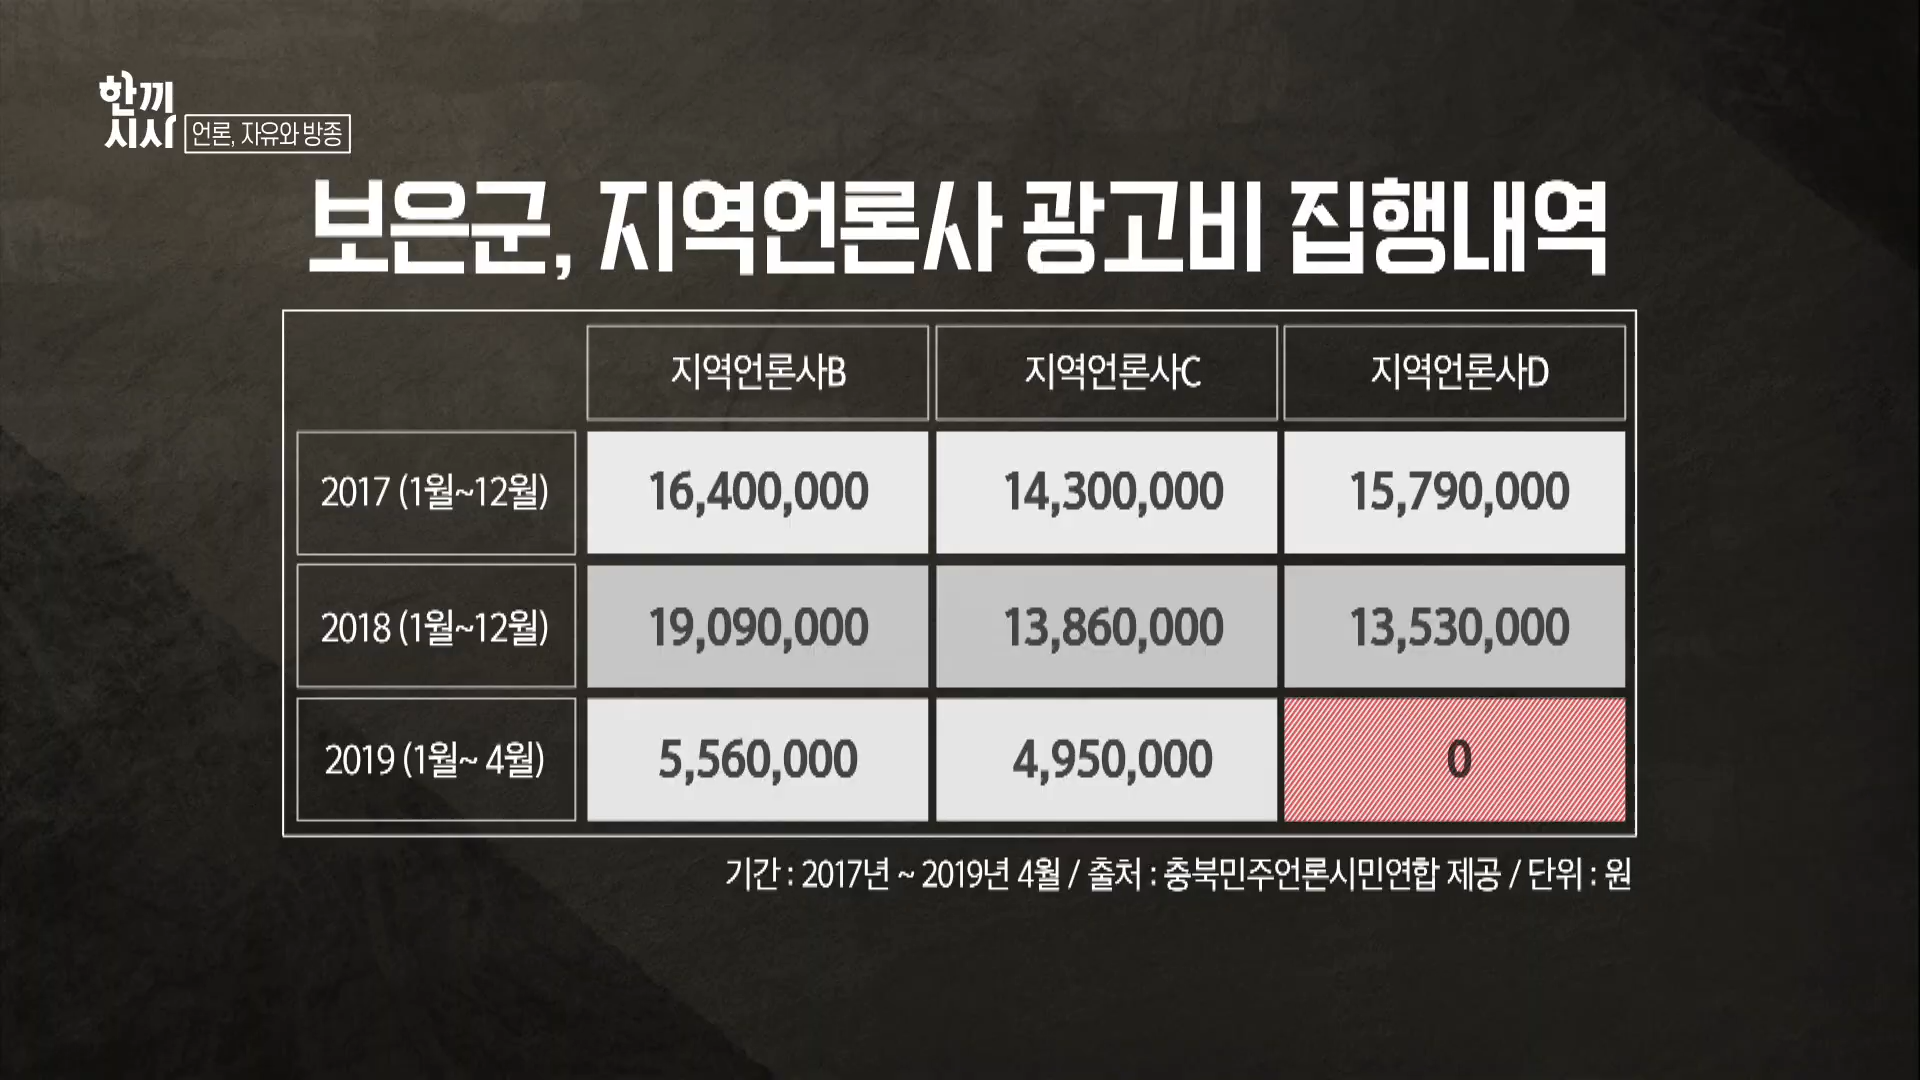 한끼
시사
언론, 자유와 방종
보은군, 지역언론사 광고비 집행내역
지역언론사B 지역언론사C 지역언론사D
2017 (1월~12월) 16,400,000 14,300,000 15,790,000
2018 (1월~12월) 19,090,000 13,860,000 13,530,000
2019 (1월~ 4월) 5,560,000 4,950,000 0
기간 : 2017년 ~ 2019년 4월 / 출처 : 충북민주언론시민연합 제공 / 단위 : 원